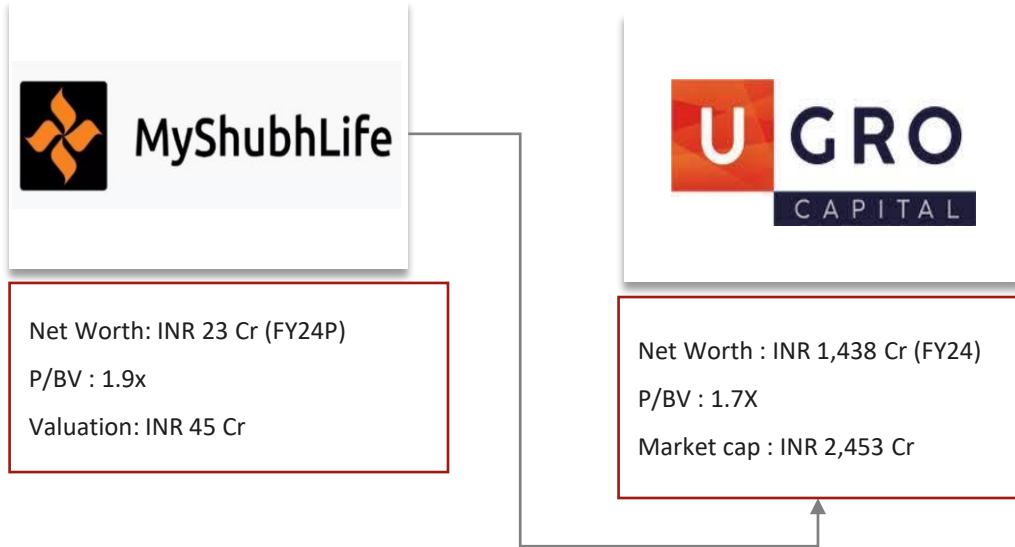 MyShubhLife
Net Worth: INR 23 Cr (FY24P)
P/BV : 1.9x
Valuation: INR 45 Cr
U GRO
CAPITAL
Net Worth : INR 1,438 Cr (FY24)
P/BV : 1.7X
Market cap : INR 2,453 Cr